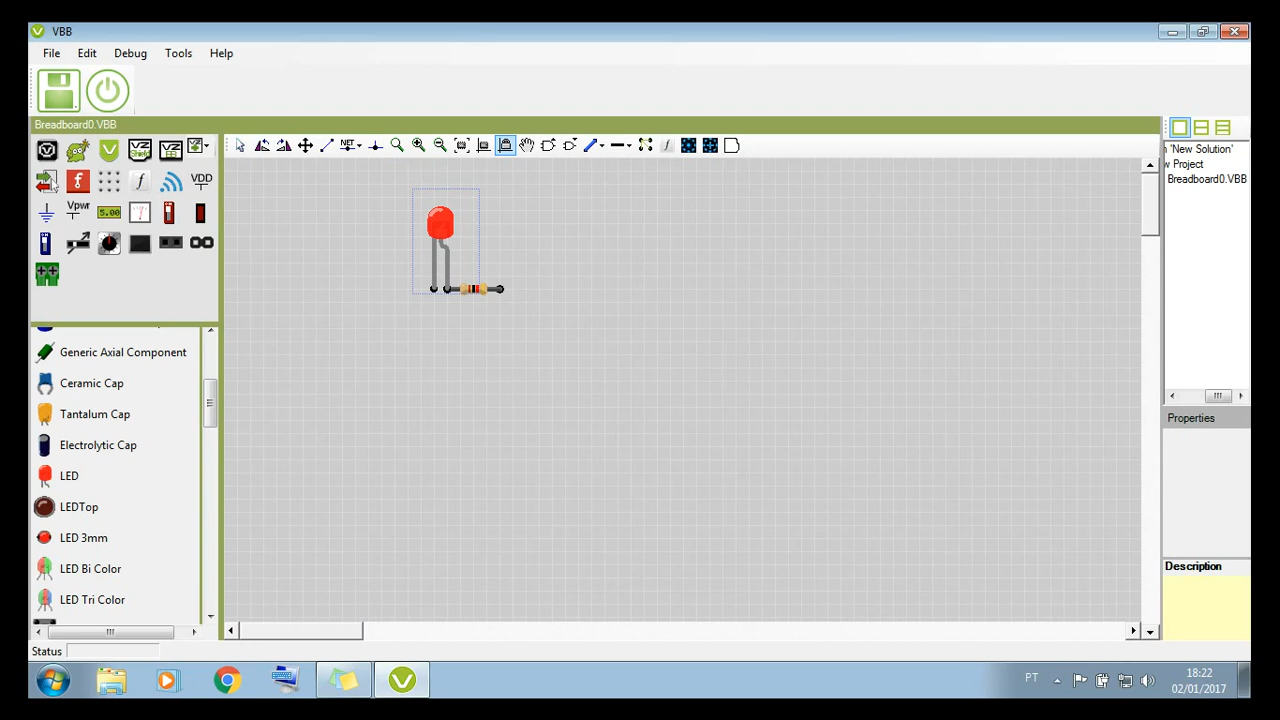 VBB
File Edit Debug Tools Help
Breadboard0.VBB
NET
VDD
Vpwr 5.00
Generic Axial Component
Ceramic Cap
Tantalum Cap
Electrolytic Cap
LED
LEDTop
LED 3mm
LED Bi Color
LED Tri Color
'New Solution'
Project
Breadboard0.VBB
Properties
Description
Status
PT
18:22
02/01/2017